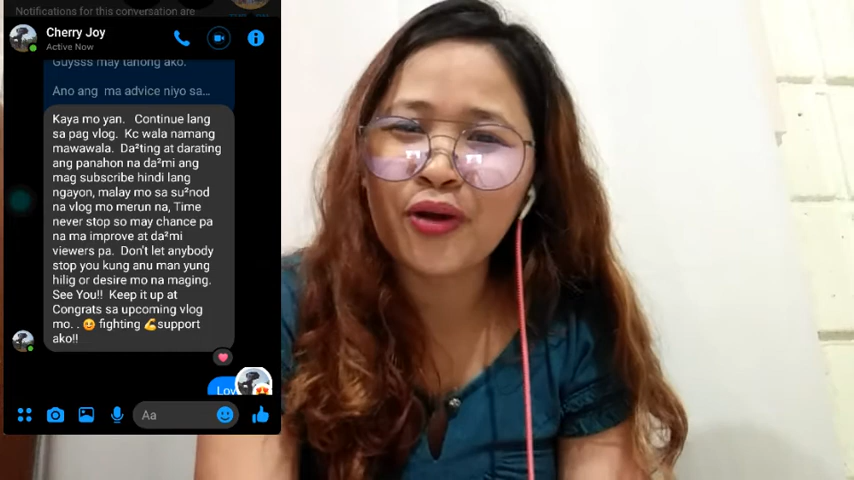 Notifications for this conversation are
Cherry Joy
Active Now
Guysss may tanong ako.
Ano ang ma advice niyo sa...
Kaya mo yan. Continue lang
sa pag vlog. Kc wala namang
mawawala. Da²ting at darating
ang panahon na da²mi ang
mag subscribe hindi lang
ngayon, malay mo sa su²nod
na vlog mo merun na, Time
never stop so may chance pa
na ma improve at da²mi
viewers pa. Don't let anybody
stop you kung anu man yung
hilig or desire mo na maging.
See You!! Keep it up at
Congrats sa upcoming vlog
mo. . 😉 fighting 💪support
ako!!
Lov
Aa